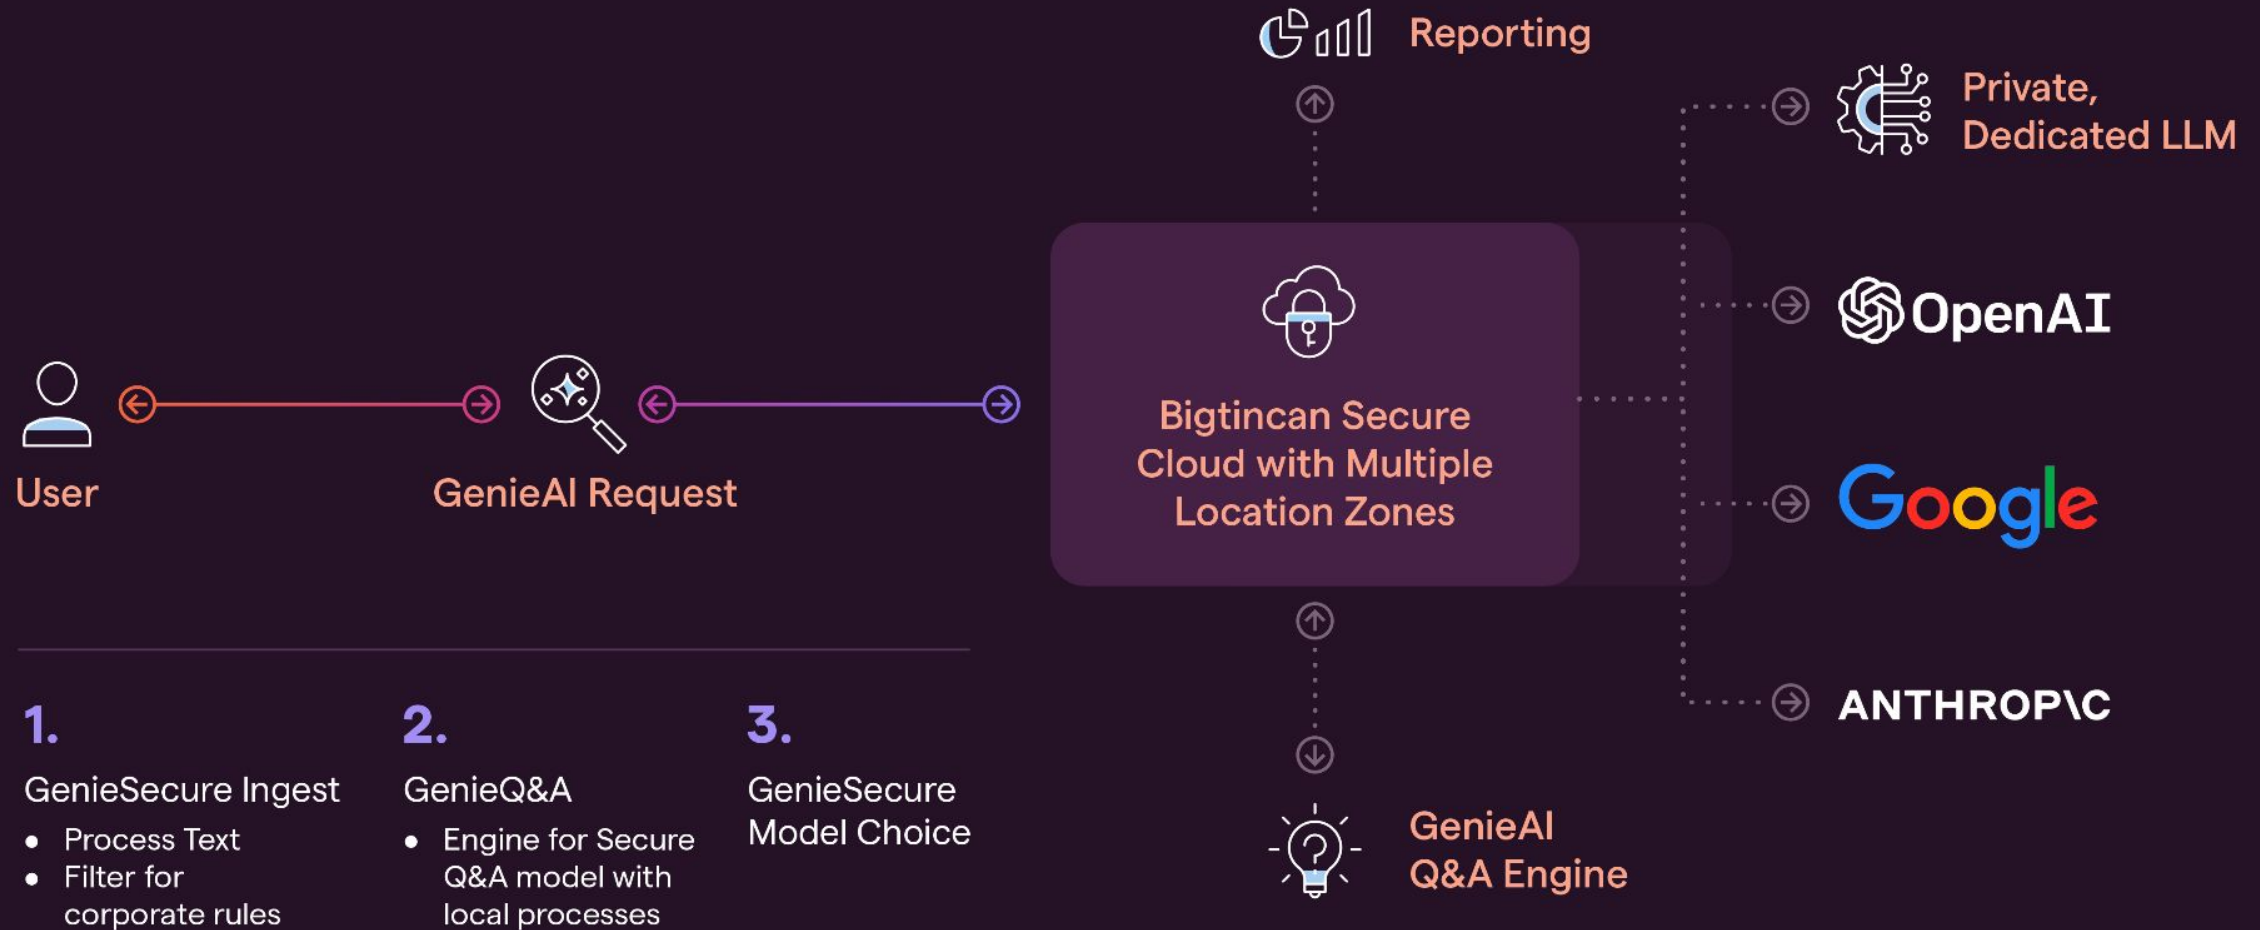 Reporting
Private,
Dedicated LLM
OpenAI
Bigtincan Secure
Cloud with Multiple
Location Zones
User
GenieAI Request
Google
ANTHROP\C
1.
GenieSecure Ingest
• Process Text
• Filter for
corporate rules
2.
GenieQ&A
• Engine for Secure
Q&A model with
local processes
3.
GenieSecure
Model Choice
GenieAI
Q&A Engine